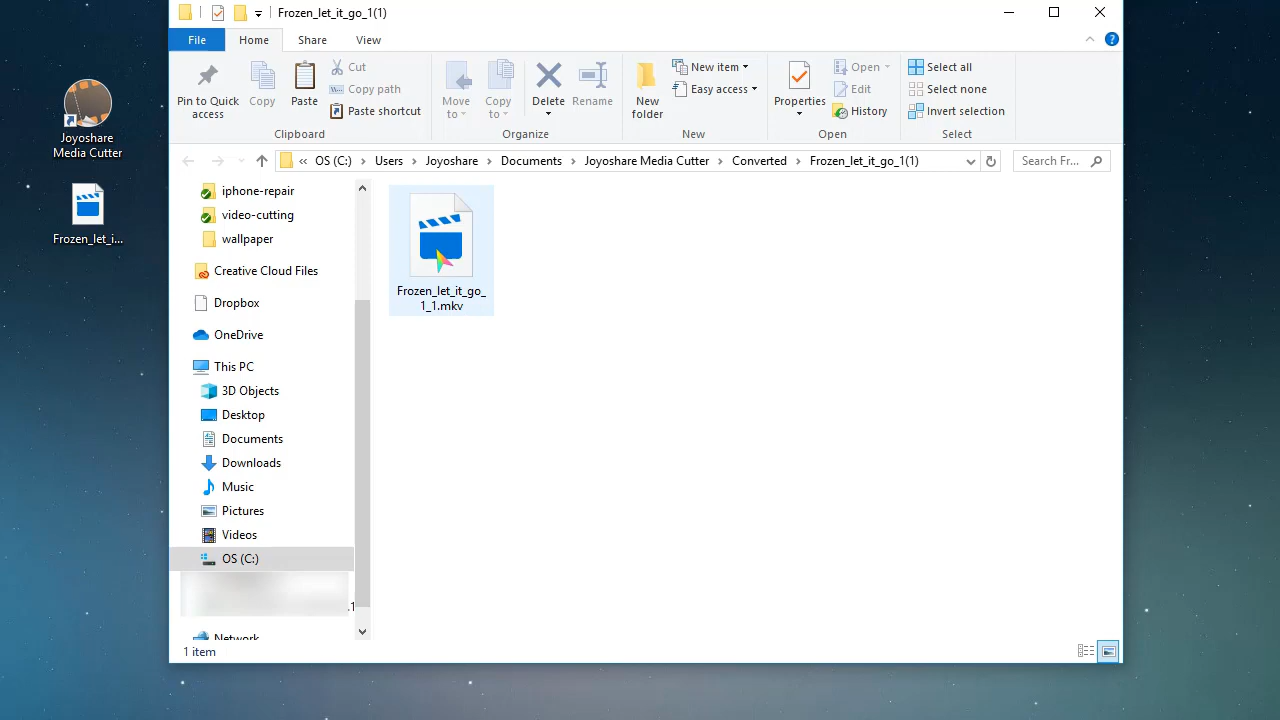 Frozen_let_it_go_1(1)
File
Home
Share
View
Pin to Quick
access
Copy
Paste
Cut
Copy path
Paste shortcut
Clipboard
Move
to
Copy
to
Delete
Rename
Organize
New
folder
New item
Easy access
New
Properties
Open
Edit
History
Open
Select all
Select none
Invert selection
Select
« OS (C:) > Users > Joyoshare > Documents > Joyoshare Media Cutter > Converted > Frozen_let_it_go_1(1)
Search Fr...
Joyoshare
Media Cutter
Frozen_let_i...
iphone-repair
video-cutting
wallpaper
Creative Cloud Files
Dropbox
OneDrive
This PC
3D Objects
Desktop
Documents
Downloads
Music
Pictures
Videos
OS (C:)
Network
Frozen_let_it_go_
1_1.mkv
1 item